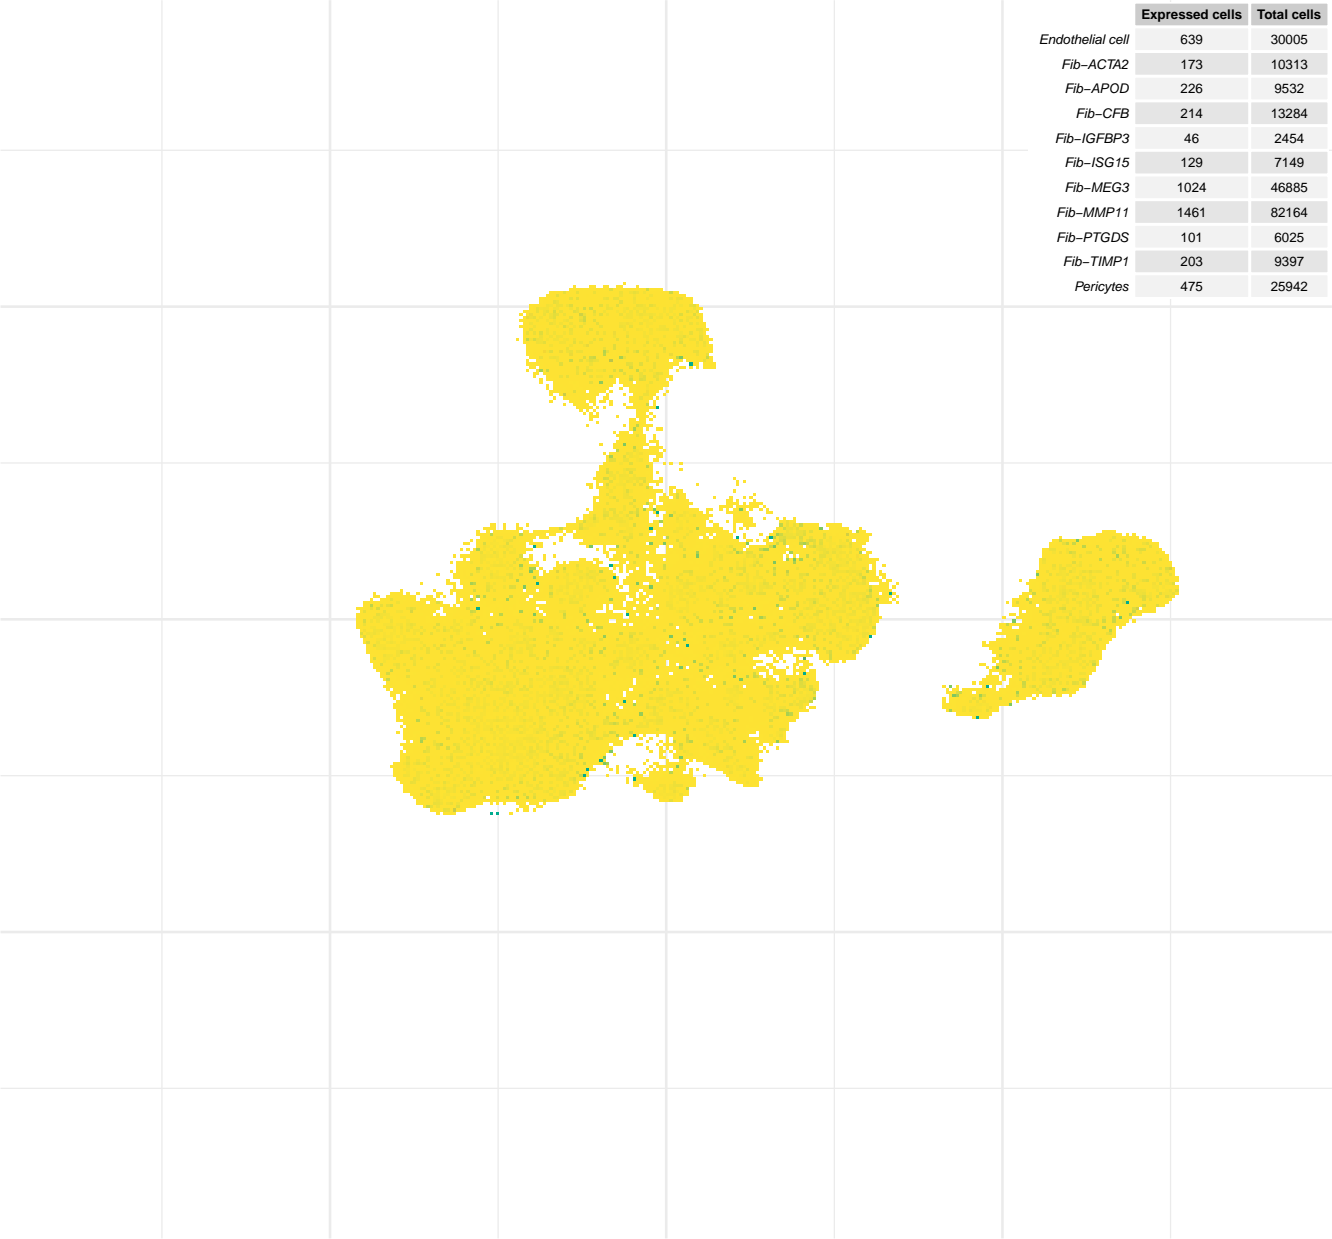 Expressed cells Total cells
Endothelial cell 639 30005
Fib−ACTA2 173 10313
Fib−APOD 226 9532
Fib−CFB 214 13284
Fib−IGFBP3 46 2454
Fib−ISG15 129 7149
Fib−MEG3 1024 46885
Fib−MMP11 1461 82164
Fib−PTGDS 101 6025
Fib−TIMP1 203 9397
Pericytes 475 25942